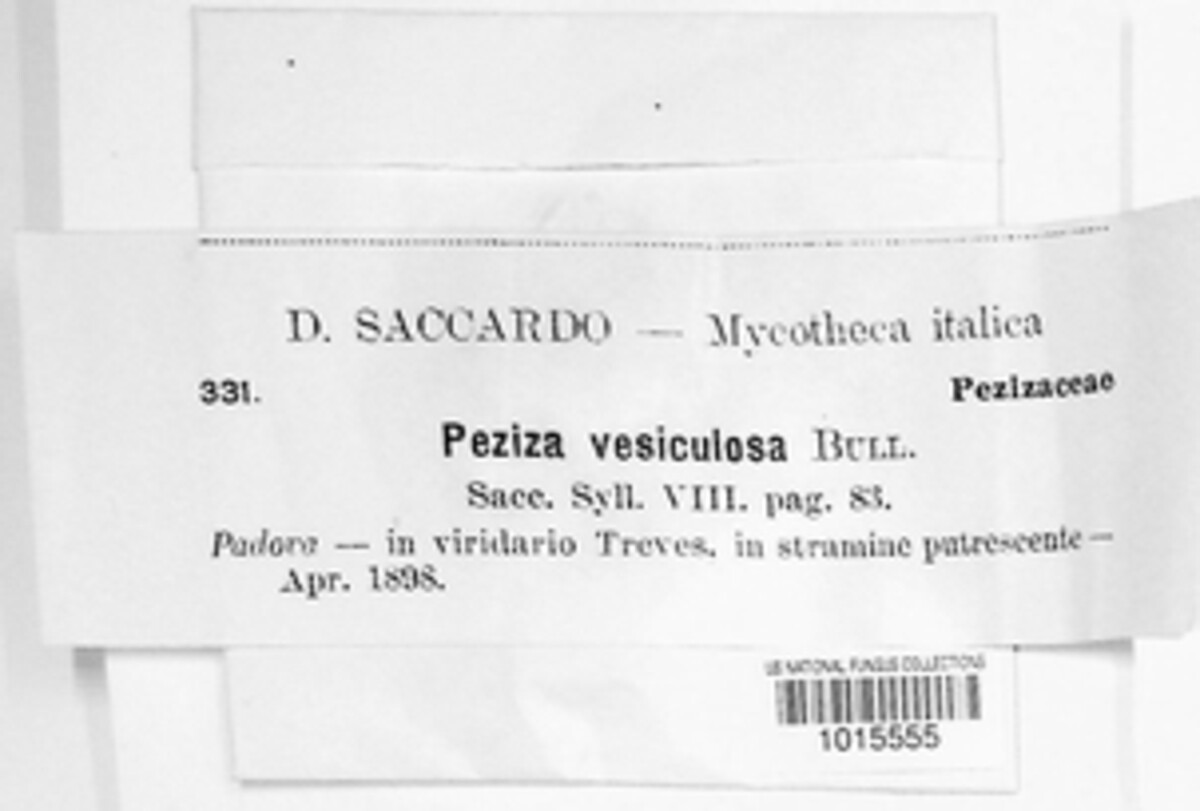 D. SACCARDO — Mycotheca italica
331. Pezizaceae
Peziza vesiculosa BULL.
Sacc. Syll. VIII. pag. 83.
Padova — in viridario Treves. in stramine putrescente —
Apr. 1898.
US NATIONAL FUNGUS COLLECTIONS
1015555